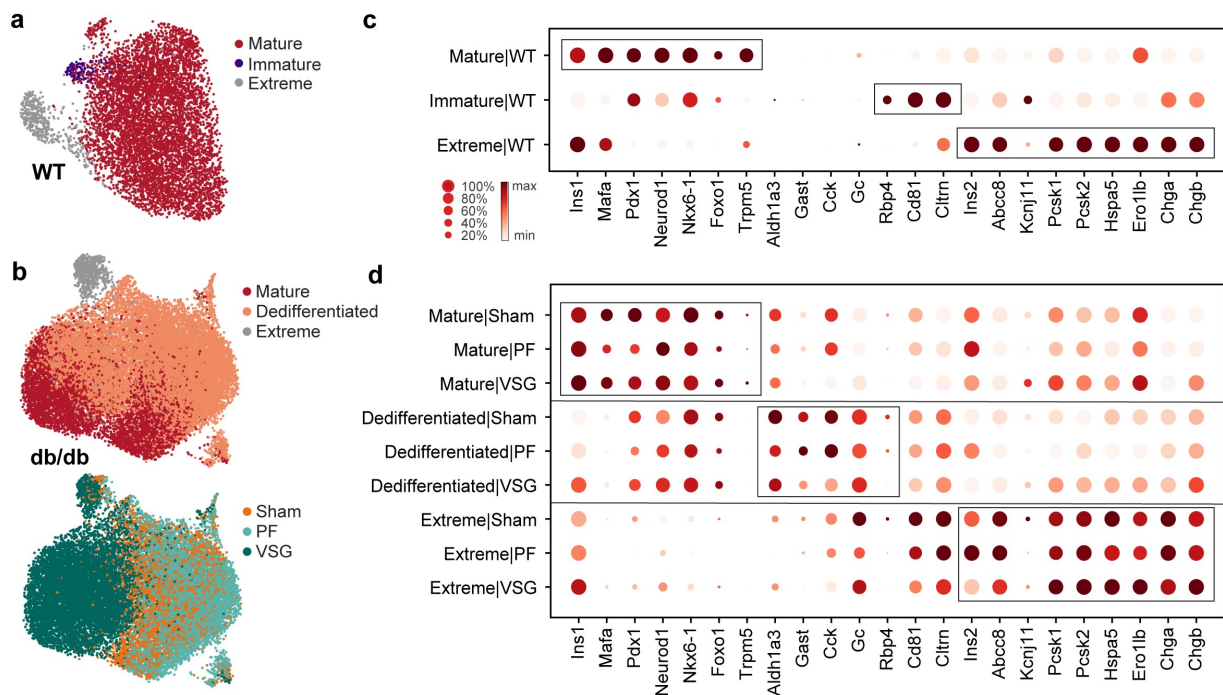 a
Mature
Immature
Extreme
WT
b
Mature
Dedifferentiated
Extreme
db/db
Sham
PF
VSG
c
Mature|WT
Immature|WT
Extreme|WT
100%
80%
60%
40%
20%
max
min
Ins1
Mafa
Pdx1
Neurod1
Nkx6-1
Foxo1
Trpm5
Aldh1a3
Gast
Cck
Gc
Rbp4
Cd81
Cltrn
Ins2
Abcc8
Kcnj11
Pcsk1
Pcsk2
Hspa5
Ero1lb
Chga
Chgb
d
Mature|Sham
Mature|PF
Mature|VSG
Dedifferentiated|Sham
Dedifferentiated|PF
Dedifferentiated|VSG
Extreme|Sham
Extreme|PF
Extreme|VSG
Ins1
Mafa
Pdx1
Neurod1
Nkx6-1
Foxo1
Trpm5
Aldh1a3
Gast
Cck
Gc
Rbp4
Cd81
Cltrn
Ins2
Abcc8
Kcnj11
Pcsk1
Pcsk2
Hspa5
Ero1lb
Chga
Chgb